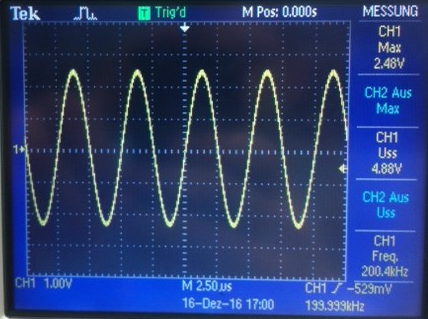 Tek T Trig'd M Pos: 0.000s MESSUNG
CH1
Max
2.48V
CH2 Aus
Max
1
CH1
Uss
4.88V
CH2 Aus
Uss
CH1
Freq.
200.4kHz
CH1 1.00V M 2.50µs CH1 -529mV
16-Dez-16 17:00 199.999kHz